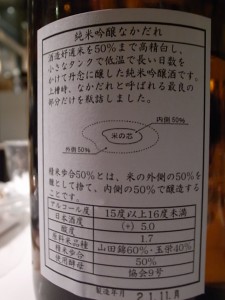 純米吟醸なかだれ
酒造好適米を50%まで高精白し、
小さなタンクで低温で長い日数を
かけて丹念に醸した純米吟醸酒です。
上槽時、なかだれと呼ばれる最良の
部分だけを瓶詰しました。
内側50%
米の芯
外側50%
精米歩合50%とは、米の外側の50%を
糠として捨て、内側の50%で醸造する
ことです。
アルコール度 15度以上16度未満
日本酒度 (+) 5.0
酸度 1.7
原料米品種 山田錦60%・玉栄40%
精米歩合 50%
使用酵母 協会9号
製造年月 21.11.